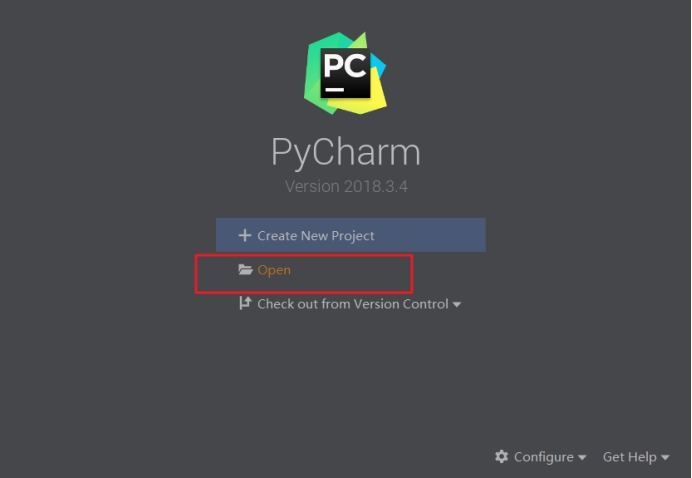 PC
PyCharm
Version 2018.3.4
Create New Project
Open
Check out from Version Control
Configure Get Help